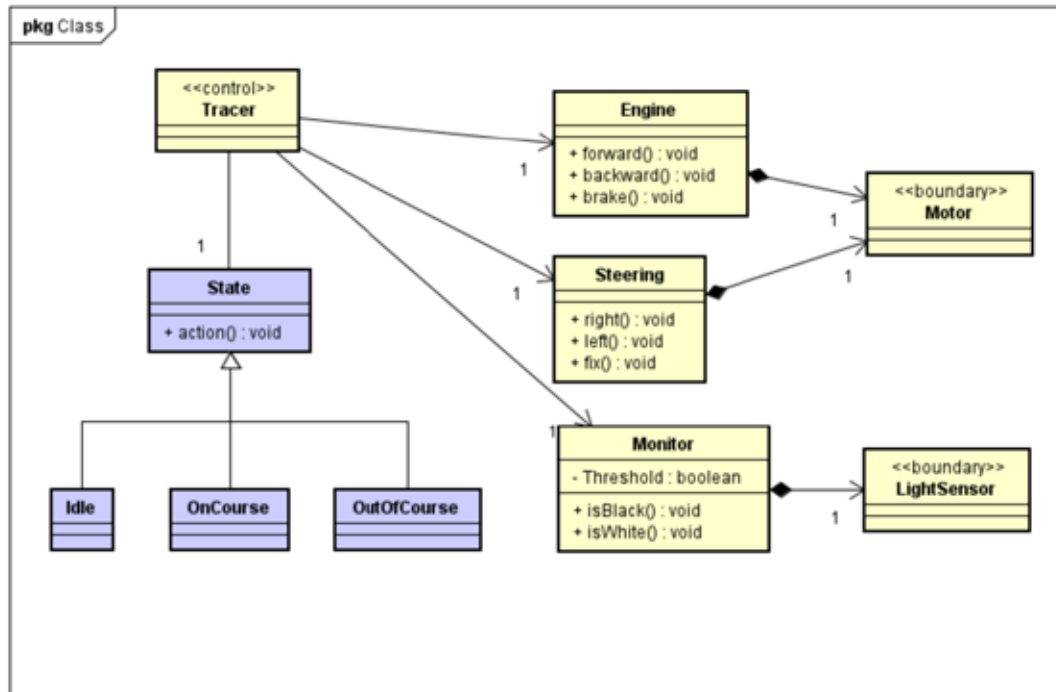 pkg Class
<<control>>
Tracer
Engine
+ forward() : void
+ backward() : void
+ brake() : void
1
<<boundary>>
Motor
1
1
State
+ action() : void
1
Steering
+ right() : void
+ left() : void
+ fix() : void
1
1
Monitor
- Threshold : boolean
+ isBlack() : void
+ isWhite() : void
<<boundary>>
LightSensor
1
Idle
OnCourse
OutOfCourse